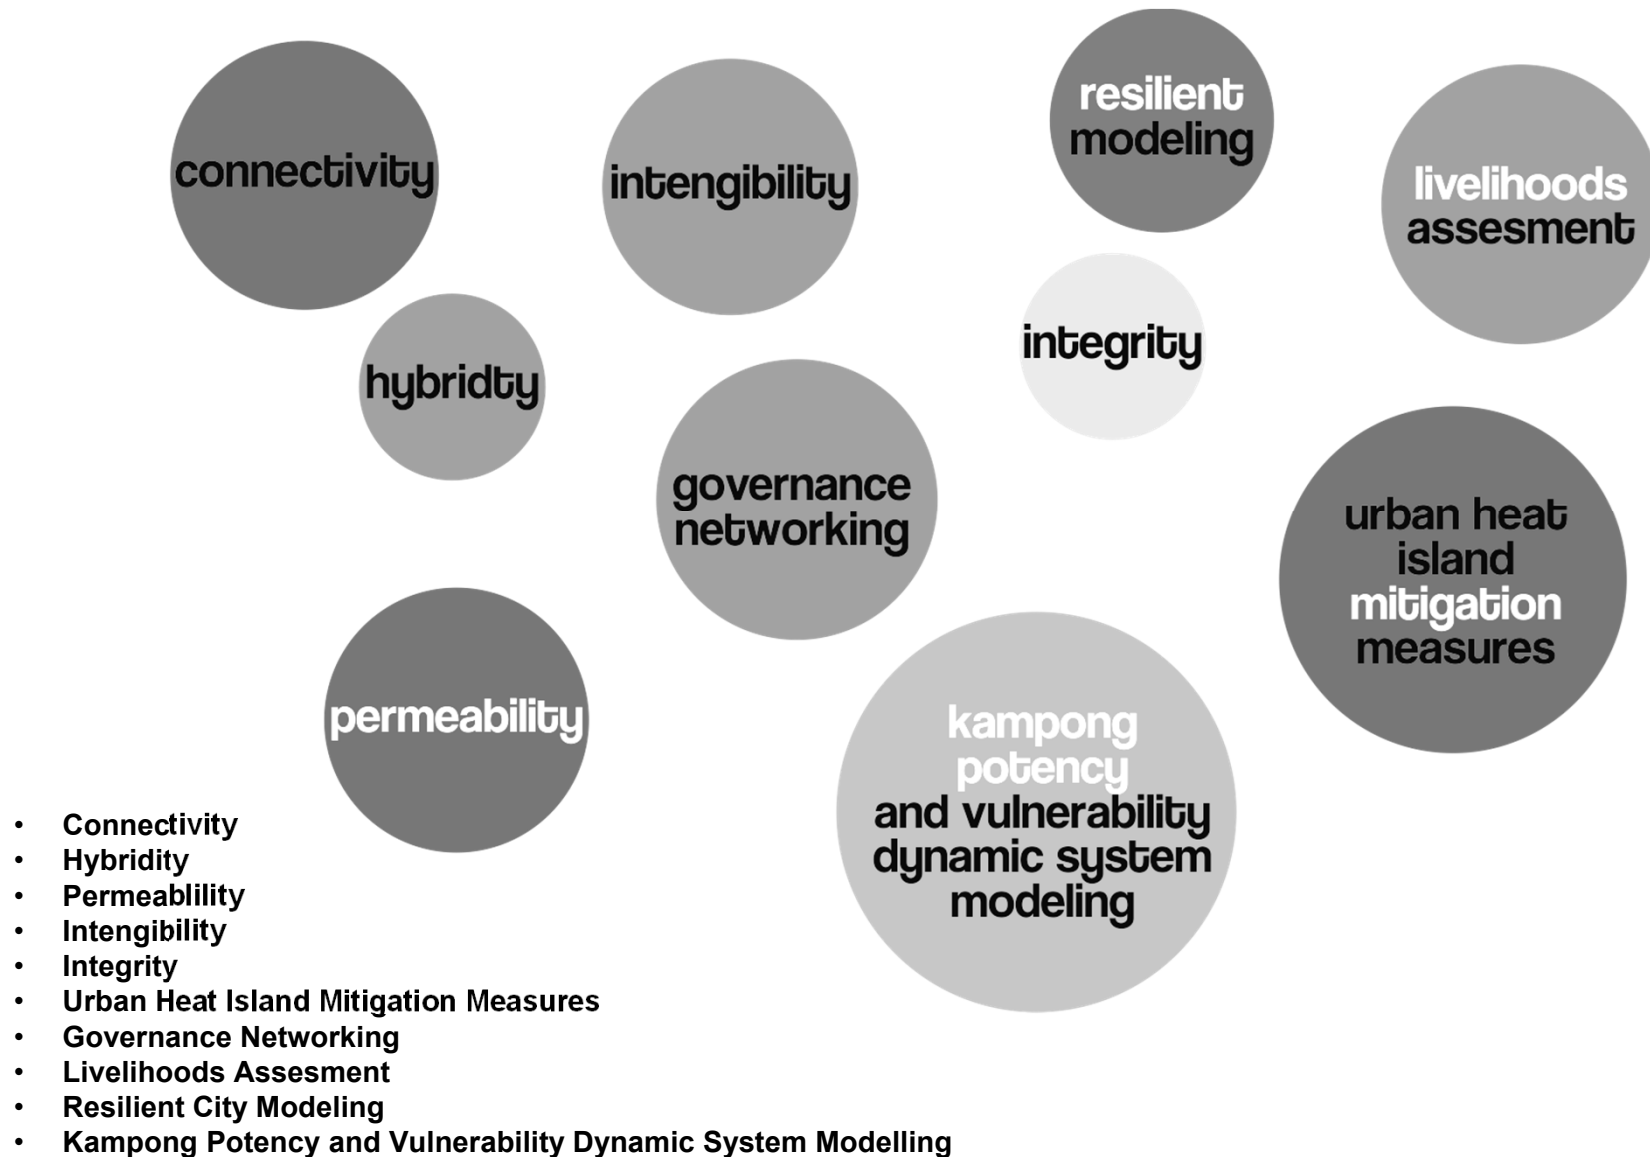 connectivity
intengibility
resilient
modeling
livelihoods
assesment
hybridty
integrity
governance
networking
urban heat
island
mitigation
measures
permeability
kampong
potency
and vulnerability
dynamic system
modeling
• Connectivity
• Hybridity
• Permeablility
• Intengibility
• Integrity
• Urban Heat Island Mitigation Measures
• Governance Networking
• Livelihoods Assesment
• Resilient City Modeling
• Kampong Potency and Vulnerability Dynamic System Modelling